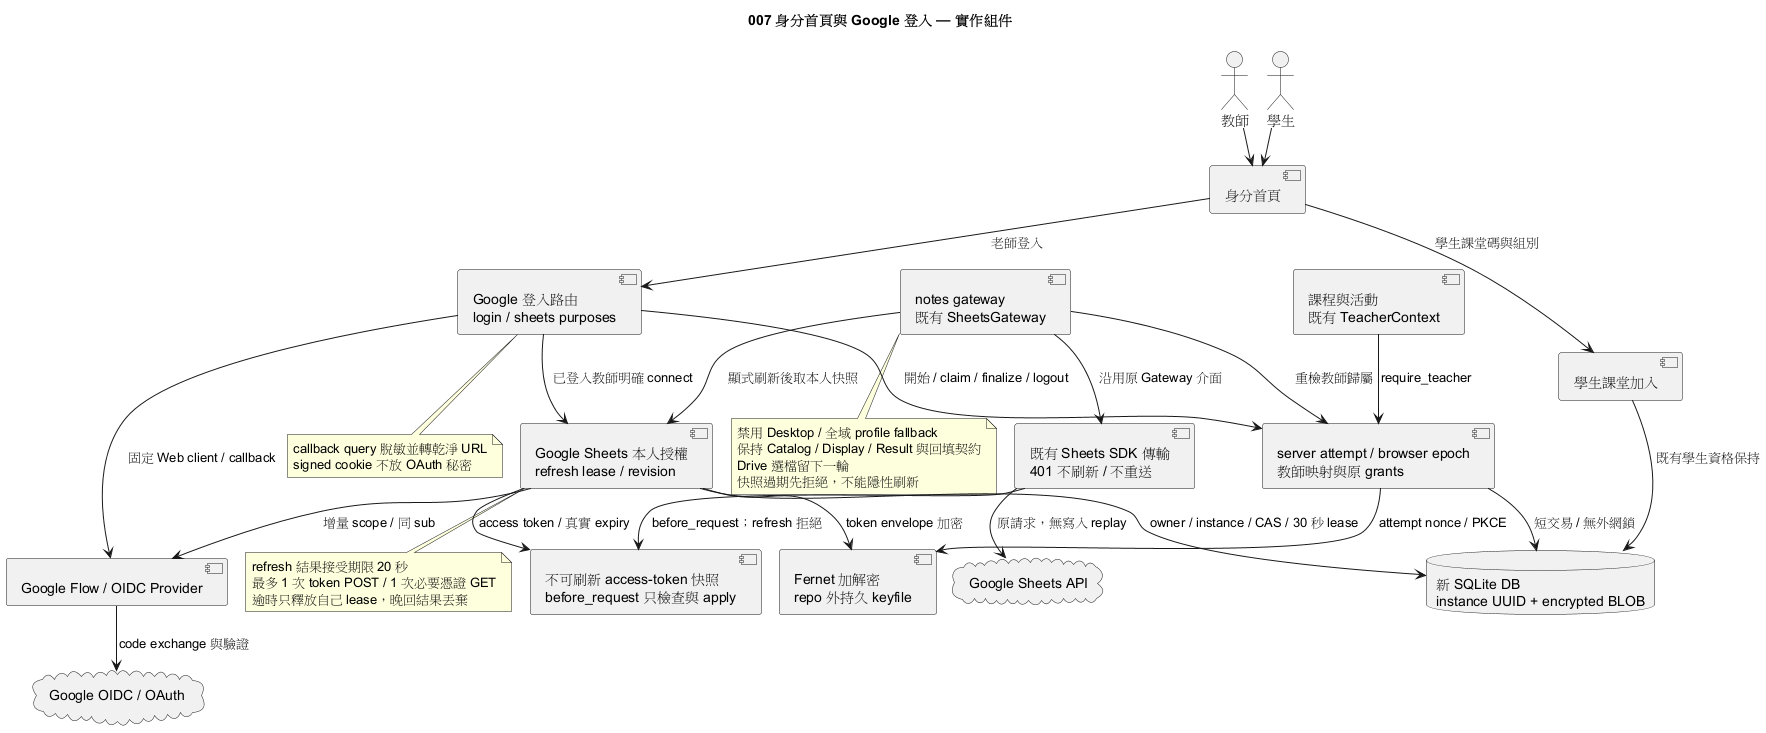 007 身分首頁與 Google 登入 — 實作組件
教師
學生
身分首頁
老師登入
學生課堂碼與組別
Google 登入路由
login / sheets purposes
notes gateway
既有 SheetsGateway
課程與活動
既有 TeacherContext
學生課堂加入
已登入教師明確 connect
顯式刷新後取本人快照
開始 / claim / finalize / logout
沿用原 Gateway 介面
重檢教師歸屬
require_teacher
固定 Web client / callback
callback query 脫敏並轉乾淨 URL
signed cookie 不放 OAuth 秘密
Google Sheets 本人授權
refresh lease / revision
禁用 Desktop / 全域 profile fallback
保持 Catalog / Display / Result 與回填契約
Drive 選檔留下一輪
快照過期先拒絕，不能隱性刷新
既有 Sheets SDK 傳輸
401 不刷新 / 不重送
server attempt / browser epoch
教師映射與原 grants
既有學生資格保持
增量 scope / 同 sub
access token / 真實 expiry
before_request；refresh 拒絕
token envelope 加密
原請求，無寫入 replay
owner / instance / CAS / 30 秒 lease
attempt nonce / PKCE
短交易 / 無外網鎖
Google Flow / OIDC Provider
refresh 結果接受期限 20 秒
最多 1 次 token POST / 1 次必要憑證 GET
逾時只釋放自己 lease，晚回結果丟棄
不可刷新 access-token 快照
before_request 只檢查與 apply
Fernet 加解密
repo 外持久 keyfile
Google Sheets API
新 SQLite DB
instance UUID + encrypted BLOB
code exchange 與驗證
Google OIDC / OAuth